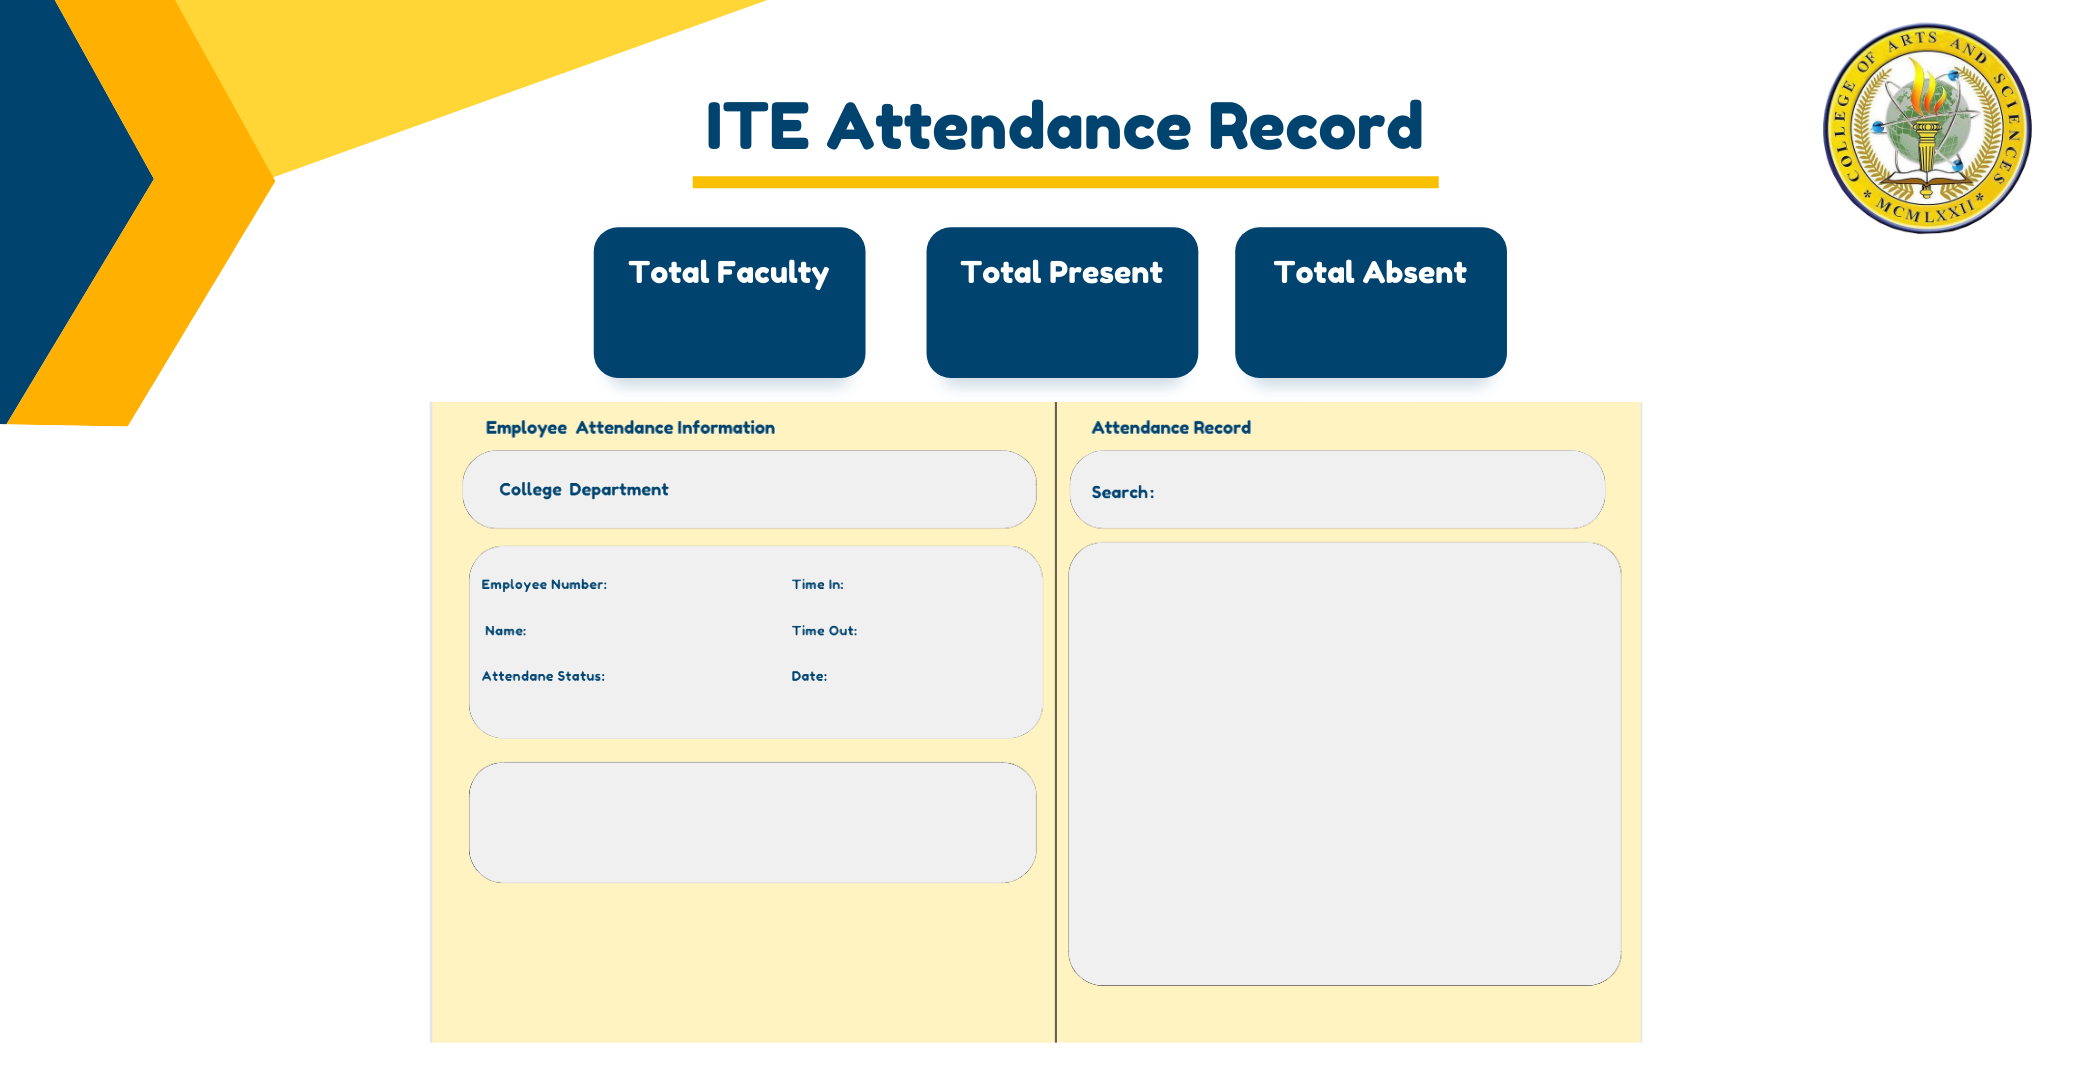 ITE Attendance Record
COLLEGE OF ARTS AND SCIENCES
* MCMLXXII *
Total Faculty
Total Present
Total Absent
Employee Attendance Information
College Department
Employee Number:
Time In:
Name:
Time Out:
Attendane Status:
Date:
Attendance Record
Search: